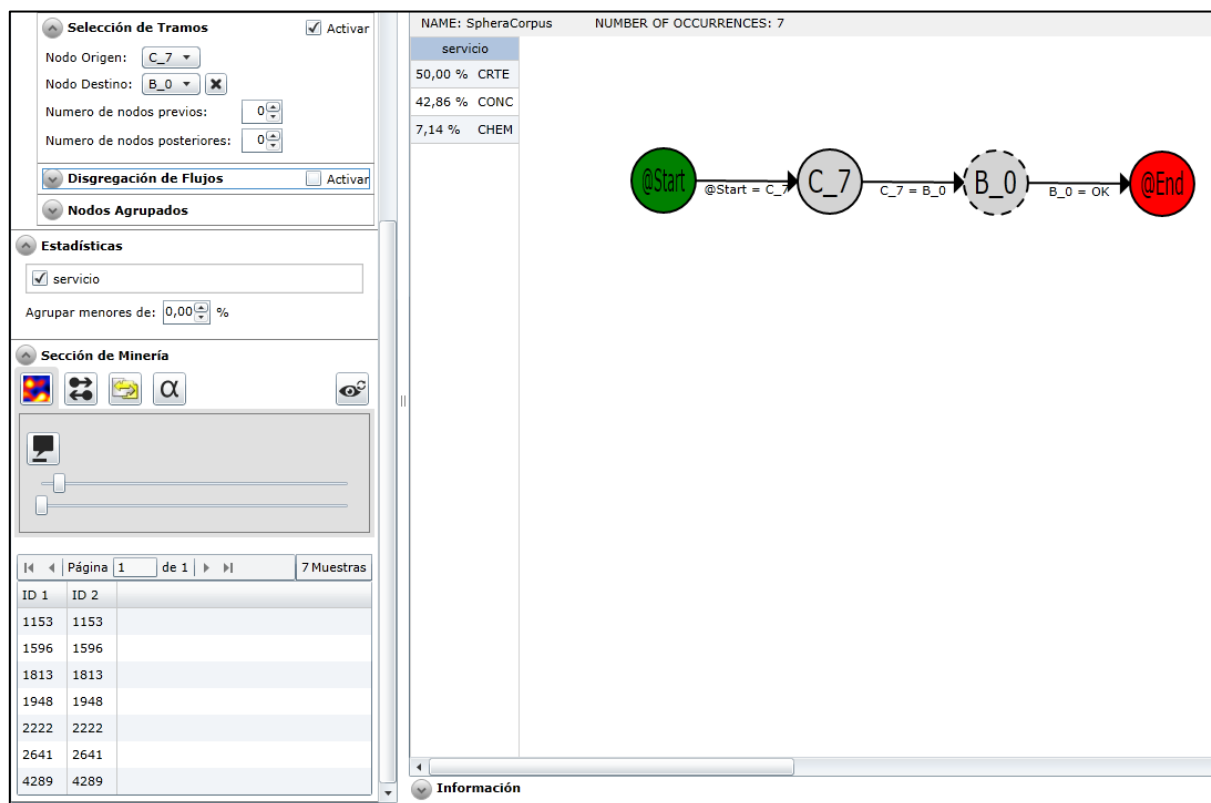 Selección de Tramos Activar
Nodo Origen: C_7
Nodo Destino: B_0
Numero de nodos previos: 0
Numero de nodos posteriores: 0
Disgregación de Flujos Activar
Nodos Agrupados
Estadísticas
servicio
Agrupar menores de: 0,00 %
Sección de Minería
α
Página 1 de 1 7 Muestras
ID 1 ID 2
1153 1153
1596 1596
1813 1813
1948 1948
2222 2222
2641 2641
4289 4289
NAME: SpheraCorpus NUMBER OF OCCURRENCES: 7
servicio
50,00 % CRTE
42,86 % CONC
7,14 % CHEM
@Start @Start = C_7 C_7 C_7 = B_0 B_0 B_0 = OK @End
Información